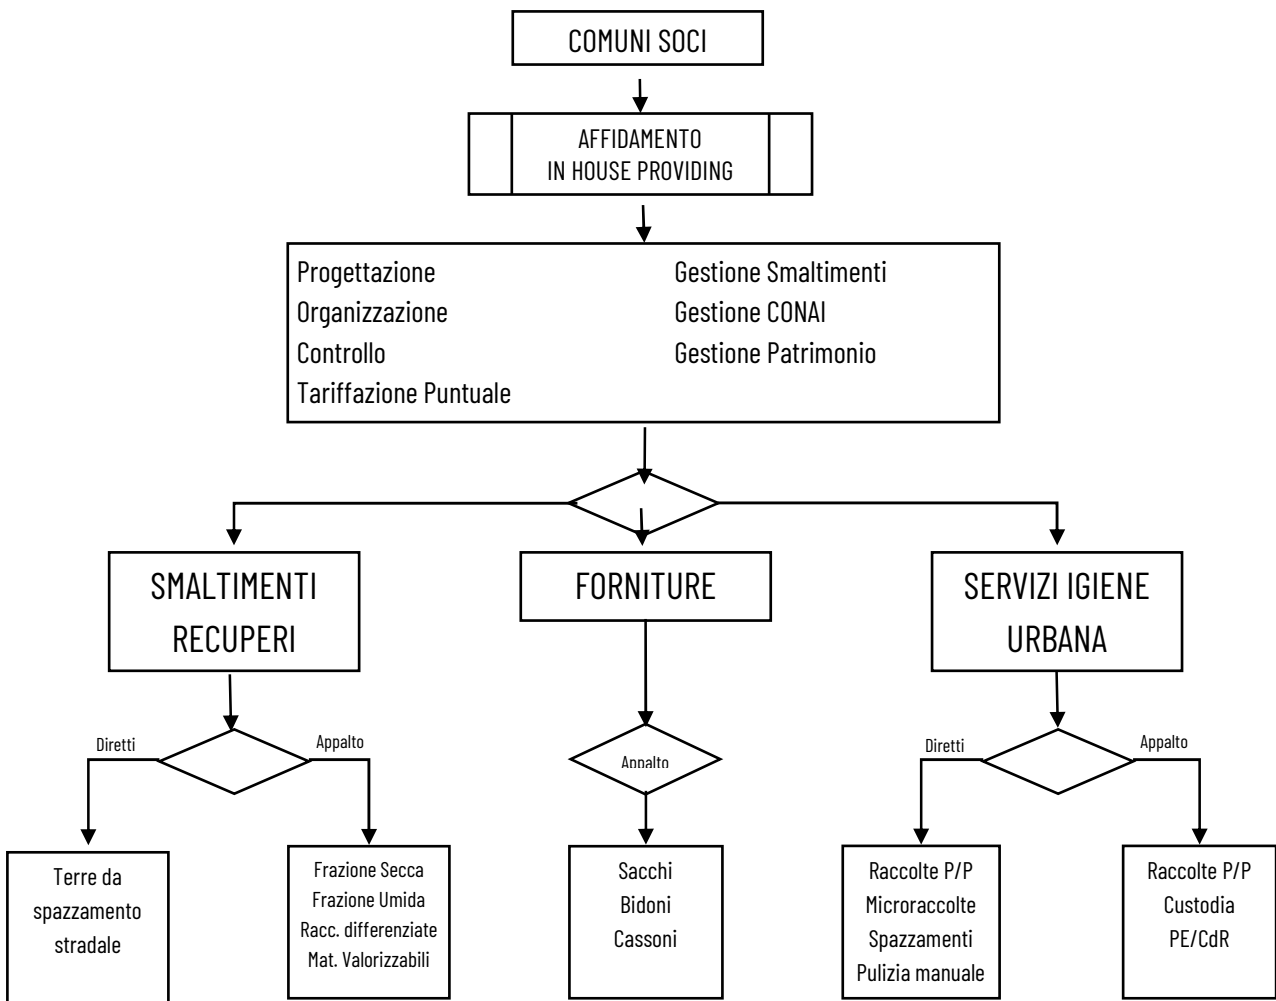 COMUNI SOCI
AFFIDAMENTO
IN HOUSE PROVIDING
Progettazione
Organizzazione
Controllo
Tariffazione Puntuale
Gestione Smaltimenti
Gestione CONAI
Gestione Patrimonio
SMALTIMENTI
RECUPERI
FORNITURE
SERVIZI IGIENE
URBANA
Diretti
Appalto
Appalto
Diretti
Appalto
Terre da
spazzamento
stradale
Frazione Secca
Frazione Umida
Racc. differenziate
Mat. Valorizzabili
Sacchi
Bidoni
Cassoni
Raccolte P/P
Microraccolte
Spazzamenti
Pulizia manuale
Raccolte P/P
Custodia
PE/CdR